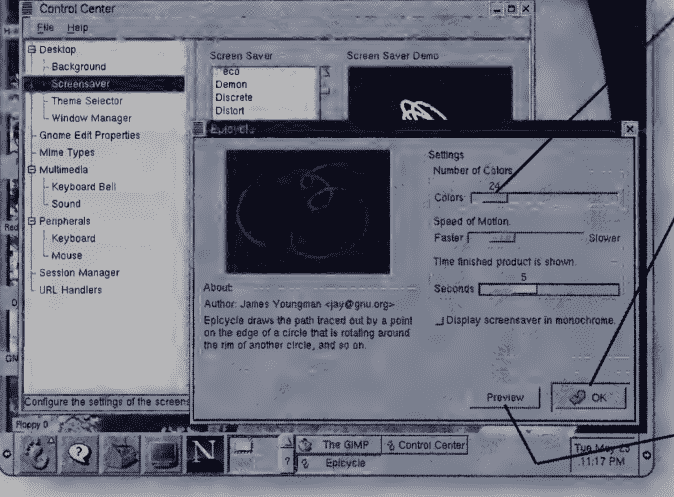 Control Center
File Help
Desktop
Background
Screensaver
Theme Selector
Window Manager
Gnome Edit Properties
Mime Types
Multimedia
Keyboard Bell
Sound
Peripherals
Keyboard
Mouse
Session Manager
URL Handlers
Screen Saver
Demon
Discrete
Distort
Screen Saver Demo
Epicycle
Settings
Number of Colors
24
Colors
Speed of Motion.
Faster Slower
Time finished product is shown.
5
Seconds
Display screensaver in monochrome.
About:
Author: James Youngman <jay@gnu.org>
Epicycle draws the path traced out by a point
on the edge of a circle that is rotating around
the rim of another circle, and so on.
Preview
OK
Configure the settings of the screens
Floppy 0
N
The GIMP
Control Center
Epicycle
Tue May 25
11:17 PM